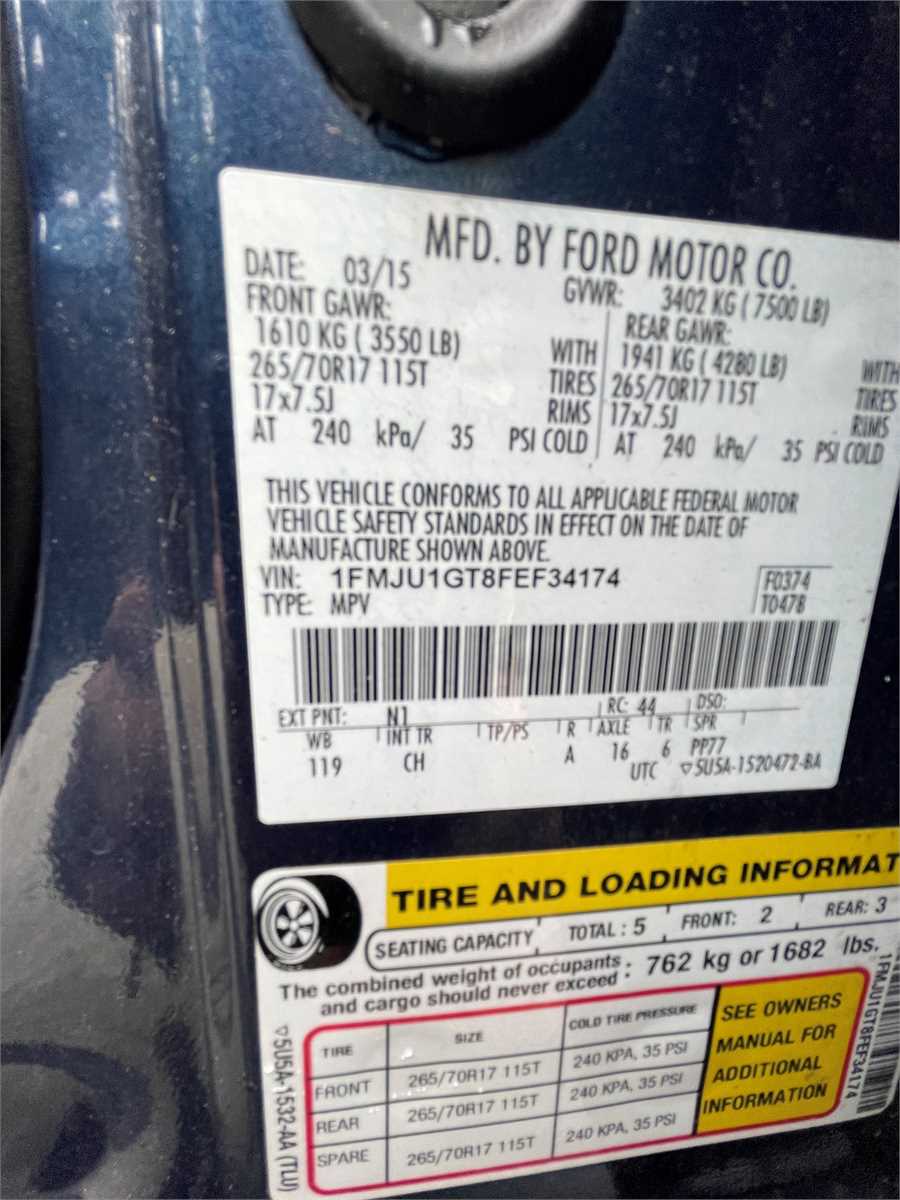 MFD. BY FORD MOTOR CO.
DATE: 03/15 GVWR: 3402 KG ( 7500 LB)
FRONT GAWR: REAR GAWR:
1610 KG ( 3550 LB) WITH 1941 KG ( 4280 LB) WITH
265/70R17 115T TIRES 265/70R17 115T TIRES
17x7.5J RIMS 17x7.5J RIMS
AT 240 kPa/ 35 PSI COLD AT 240 kPa/ 35 PSI COLD
THIS VEHICLE CONFORMS TO ALL APPLICABLE FEDERAL MOTOR
VEHICLE SAFETY STANDARDS IN EFFECT ON THE DATE OF
MANUFACTURE SHOWN ABOVE.
VIN: 1FMJU1GT8FEF34174 F0374
TYPE: MPV T0478
EXT PNT: N1 RC: 44 DSO:
WB INT TR TP/PS R AXLE TR SPR
119 CH A 16 6 PP77
UTC ▽5U5A-1520472-BA
TIRE AND LOADING INFORMAT
SEATING CAPACITY TOTAL : 5 FRONT: 2 REAR: 3
The combined weight of occupants and cargo should never exceed : 762 kg or 1682 lbs.
TIRE SIZE COLD TIRE PRESSURE
FRONT 265/70R17 115T 240 KPA, 35 PSI
REAR 265/70R17 115T 240 KPA, 35 PSI
SPARE 265/70R17 115T 240 KPA, 35 PSI
SEE OWNERS
MANUAL FOR
ADDITIONAL
INFORMATION
▽5U5A-1532-AA (TLU)
1FMJU1GT8FEF34174